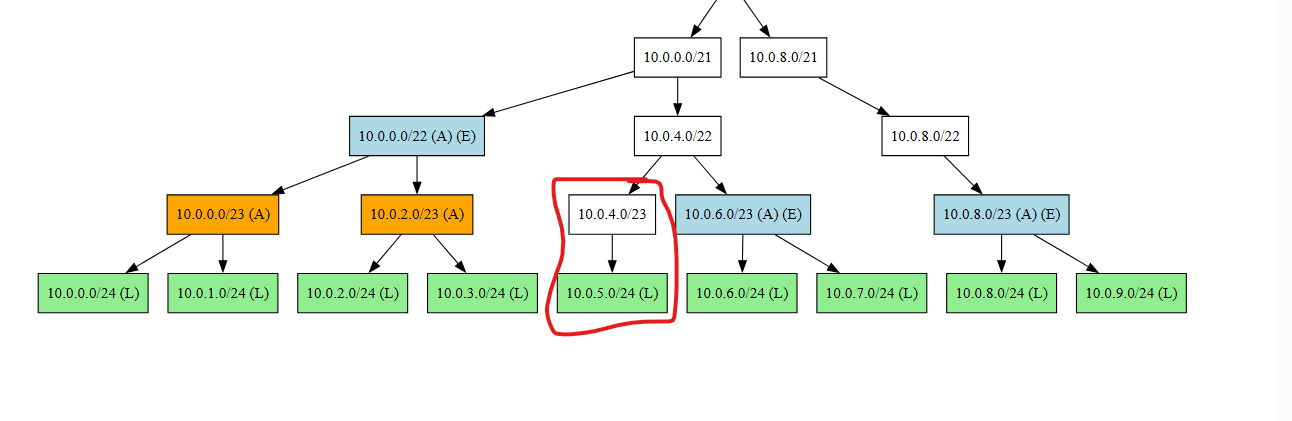 10.0.0.0/21
10.0.8.0/21
10.0.0.0/22 (A) (E)
10.0.4.0/22
10.0.8.0/22
10.0.0.0/23 (A)
10.0.2.0/23 (A)
10.0.4.0/23
10.0.6.0/23 (A) (E)
10.0.8.0/23 (A) (E)
10.0.0.0/24 (L)
10.0.1.0/24 (L)
10.0.2.0/24 (L)
10.0.3.0/24 (L)
10.0.5.0/24 (L)
10.0.6.0/24 (L)
10.0.7.0/24 (L)
10.0.8.0/24 (L)
10.0.9.0/24 (L)